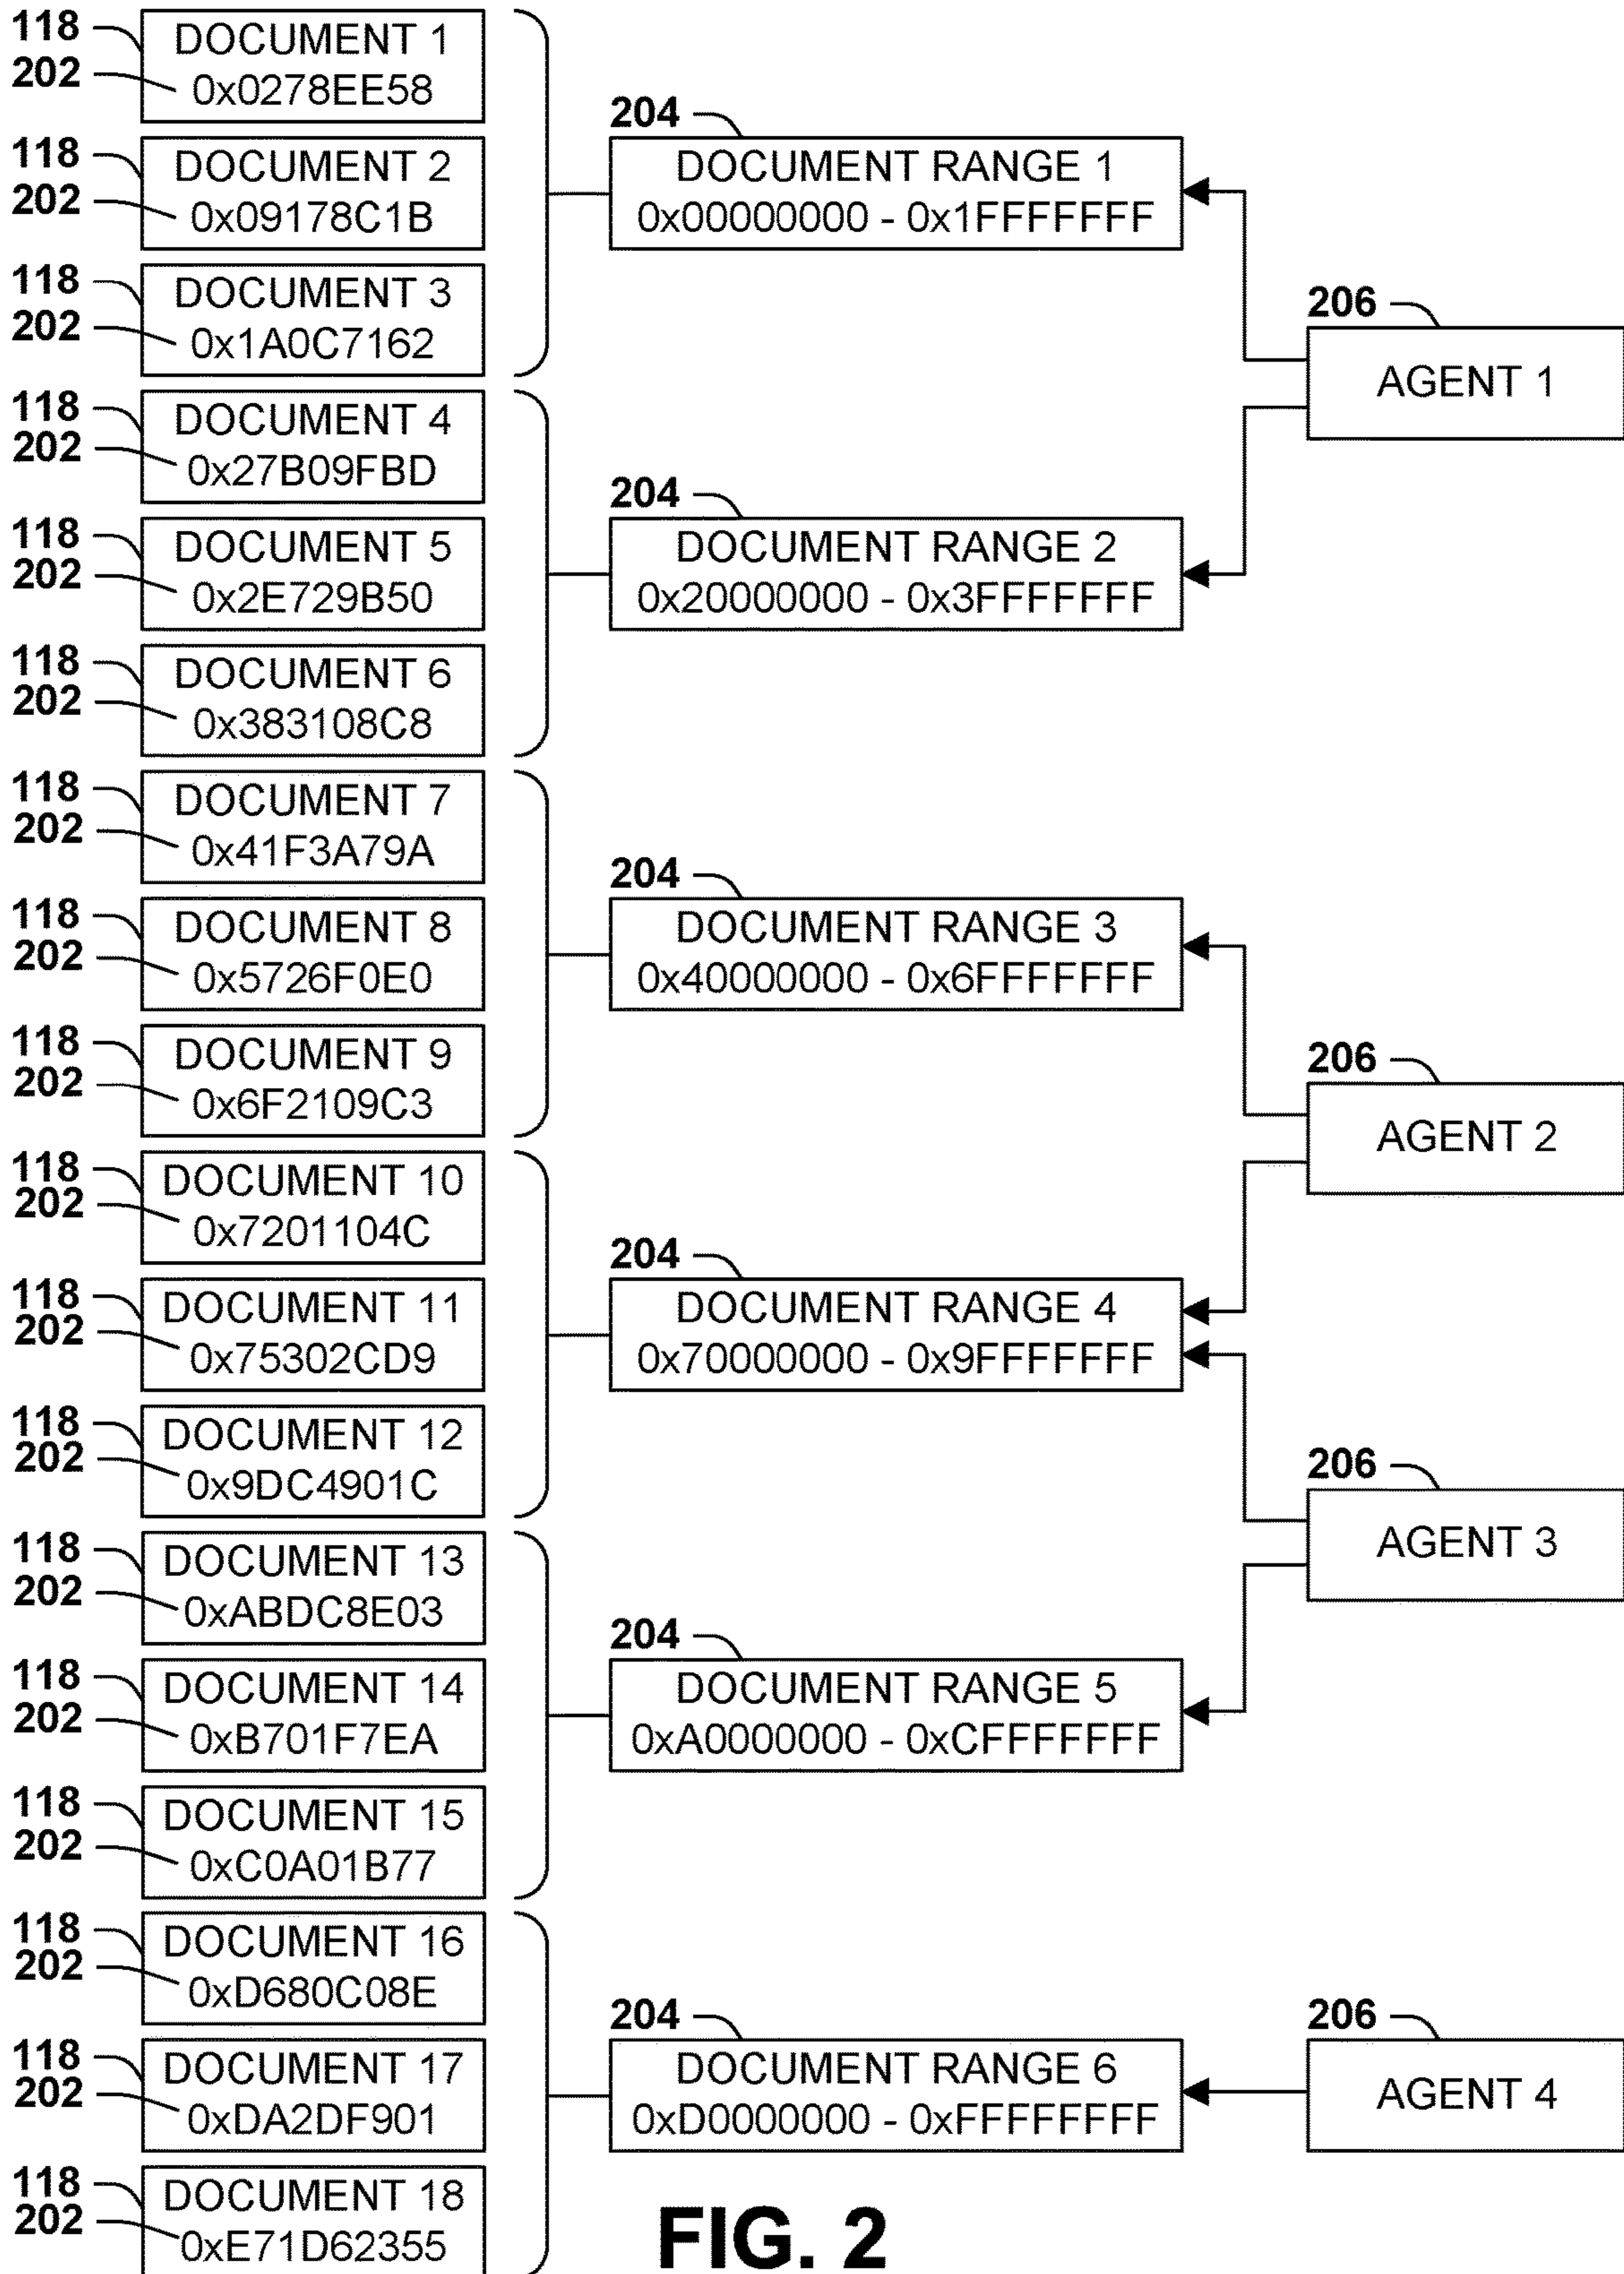 118
DOCUMENT 1
202
0x0278EE58
118
DOCUMENT 2
202
0x09178C1B
118
DOCUMENT 3
202
0x1A0C7162
204
DOCUMENT RANGE 1
0x00000000 - 0x1FFFFFFF
206
AGENT 1
118
DOCUMENT 4
202
0x27B09FBD
118
DOCUMENT 5
202
0x2E729B50
118
DOCUMENT 6
202
0x383108C8
204
DOCUMENT RANGE 2
0x20000000 - 0x3FFFFFFF
118
DOCUMENT 7
202
0x41F3A79A
118
DOCUMENT 8
202
0x5726F0E0
118
DOCUMENT 9
202
0x6F2109C3
204
DOCUMENT RANGE 3
0x40000000 - 0x6FFFFFFF
206
AGENT 2
118
DOCUMENT 10
202
0x7201104C
118
DOCUMENT 11
202
0x75302CD9
118
DOCUMENT 12
202
0x9DC4901C
204
DOCUMENT RANGE 4
0x70000000 - 0x9FFFFFFF
206
AGENT 3
118
DOCUMENT 13
202
0xABDC8E03
118
DOCUMENT 14
202
0xB701F7EA
118
DOCUMENT 15
202
0xC0A01B77
204
DOCUMENT RANGE 5
0xA0000000 - 0xCFFFFFFF
118
DOCUMENT 16
202
0xD680C08E
118
DOCUMENT 17
202
0xDA2DF901
118
DOCUMENT 18
202
0xE71D62355
204
DOCUMENT RANGE 6
0xD0000000 - 0xFFFFFFFF
206
AGENT 4
FIG. 2